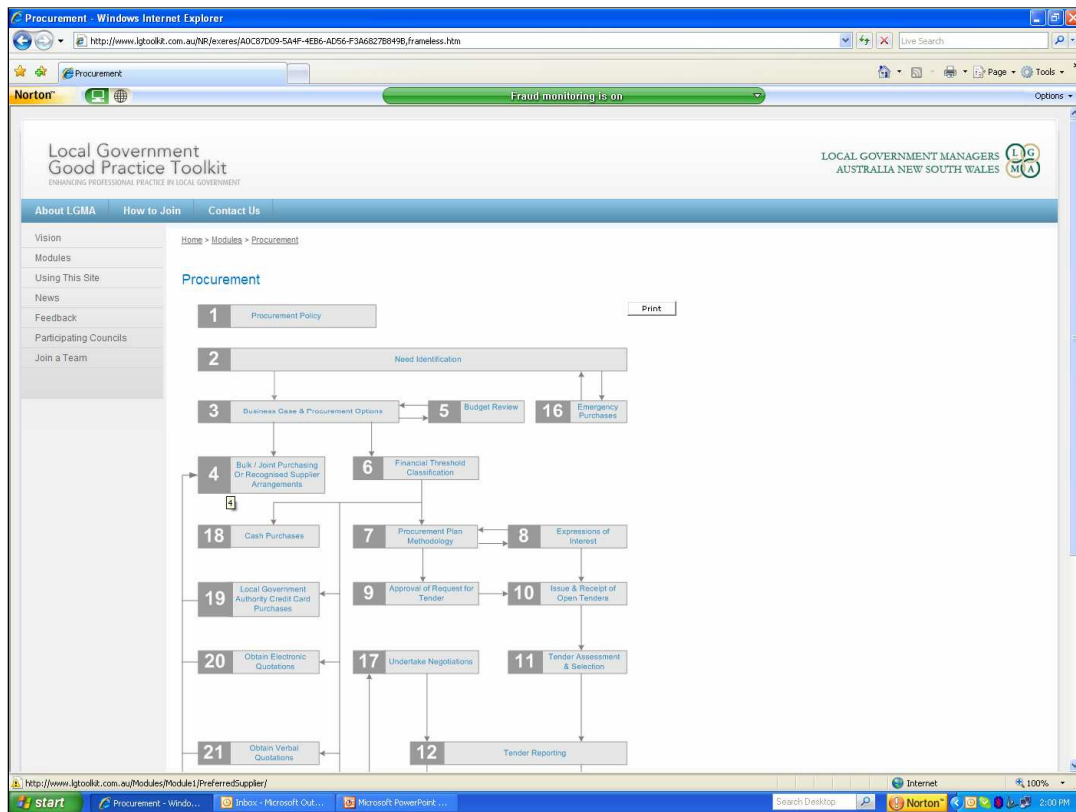 Procurement - Windows Internet Explorer
http://www.lgtoolkit.com.au/NR/exeres/A0C87D09-5A4F-4EB6-AD56-F3A6827B849B,frameless.htm
Live Search
Procurement
Page
Tools
Norton
Fraud monitoring is on
Options
Local Government
Good Practice Toolkit
ENHANCING PROFESSIONAL PRACTICE IN LOCAL GOVERNMENT
LOCAL GOVERNMENT MANAGERS
AUSTRALIA NEW SOUTH WALES
L G
M A
About LGMA
How to Join
Contact Us
Vision
Modules
Using This Site
News
Feedback
Participating Councils
Join a Team
Home > Modules > Procurement
Procurement
Print
1 Procurement Policy
2 Need Identification
3 Business Case & Procurement Options
5 Budget Review
16 Emergency
Purchases
4 Bulk / Joint Purchasing
Or Recognised Supplier
Arrangements
4
6 Financial Threshold
Classification
18 Cash Purchases
7 Procurement Plan
Methodology
8 Expressions of
Interest
19 Local Government
Authority Credit Card
Purchases
9 Approval of Request for
Tender
10 Issue & Receipt of
Open Tenders
20 Obtain Electronic
Quotations
17 Undertake Negotiations
11 Tender Assessment
& Selection
21 Obtain Verbal
Quotations
12 Tender Reporting
http://www.lgtoolkit.com.au/Modules/Module1/PreferredSupplier/
Internet
100%
start
Procurement - Windo...
Inbox - Microsoft Out...
Microsoft PowerPoint ...
Search Desktop
Norton
2:00 PM